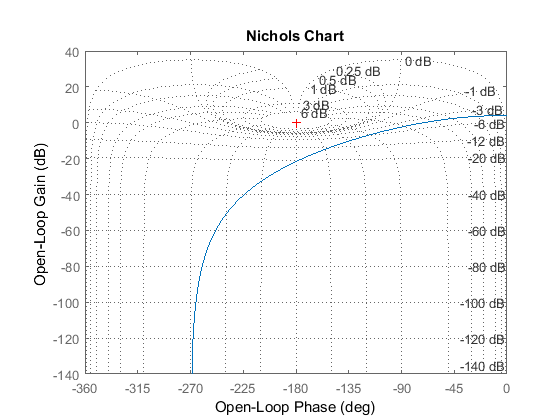 Nichols Chart
Open-Loop Gain (dB)
40
20
0
-20
-40
-60
-80
-100
-120
-140
0 dB
0.25 dB
0.5 dB
1 dB
3 dB
6 dB
-1 dB
-3 dB
-6 dB
-12 dB
-20 dB
-40 dB
-60 dB
-80 dB
-100 dB
-120 dB
-140 dB
-360 -315 -270 -225 -180 -135 -90 -45 0
Open-Loop Phase (deg)